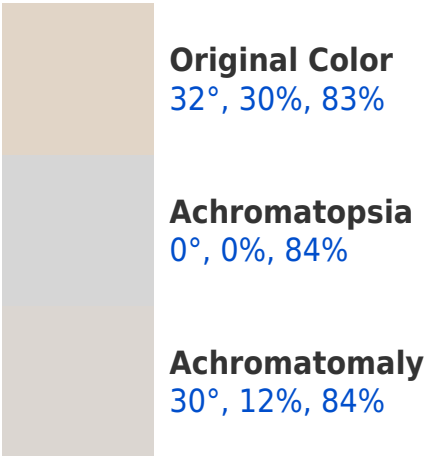 Original Color
32°, 30%, 83%
Achromatopsia
0°, 0%, 84%
Achromatomaly
30°, 12%, 84%